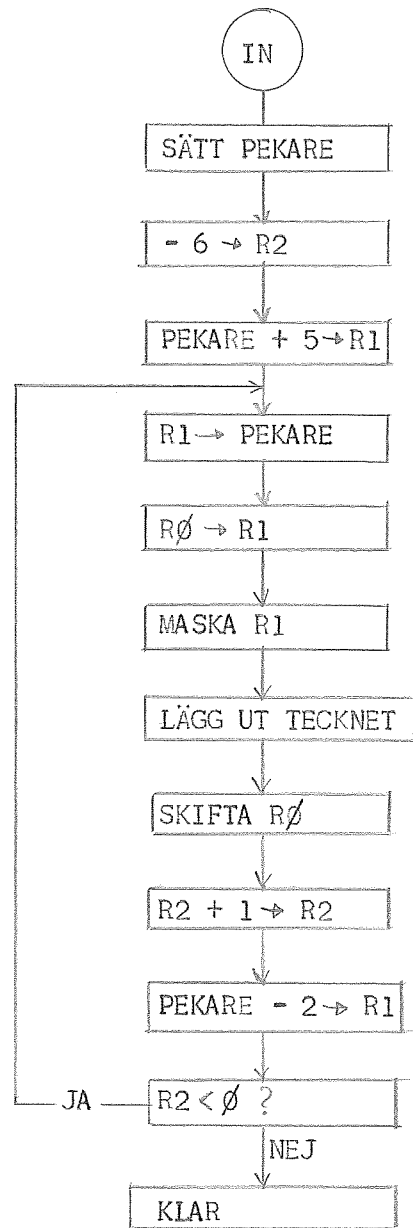 IN
SÄTT PEKARE
- 6 → R2
PEKARE + 5 → R1
R1 → PEKARE
RØ → R1
MASKA R1
LÄGG UT TECKNET
SKIFTA RØ
R2 + 1 → R2
PEKARE - 2 → R1
JA
R2 < Ø ?
NEJ
KLAR